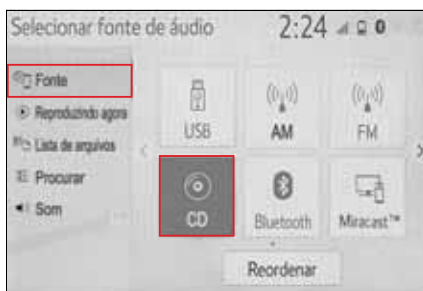 Selecionar fonte de áudio 2:24
Fonte
Reproduzindo agora
Lista de arquivos
Procurar
Som
USB
AM
FM
CD
Bluetooth
Miracast™
Reordenar